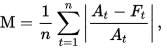 M = \frac{1}{n} \sum_{t=1}^{n} \left| \frac{A_t - F_t}{A_t} \right|,